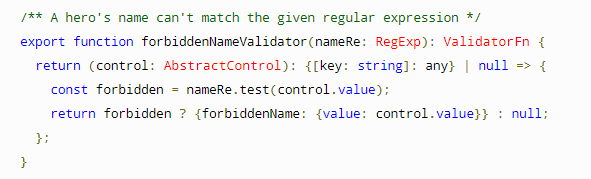 /** A hero's name can't match the given regular expression */
export function forbiddenNameValidator(nameRe: RegExp): ValidatorFn {
  return (control: AbstractControl): {[key: string]: any} | null => {
    const forbidden = nameRe.test(control.value);
    return forbidden ? {forbiddenName: {value: control.value}} : null;
  };
}